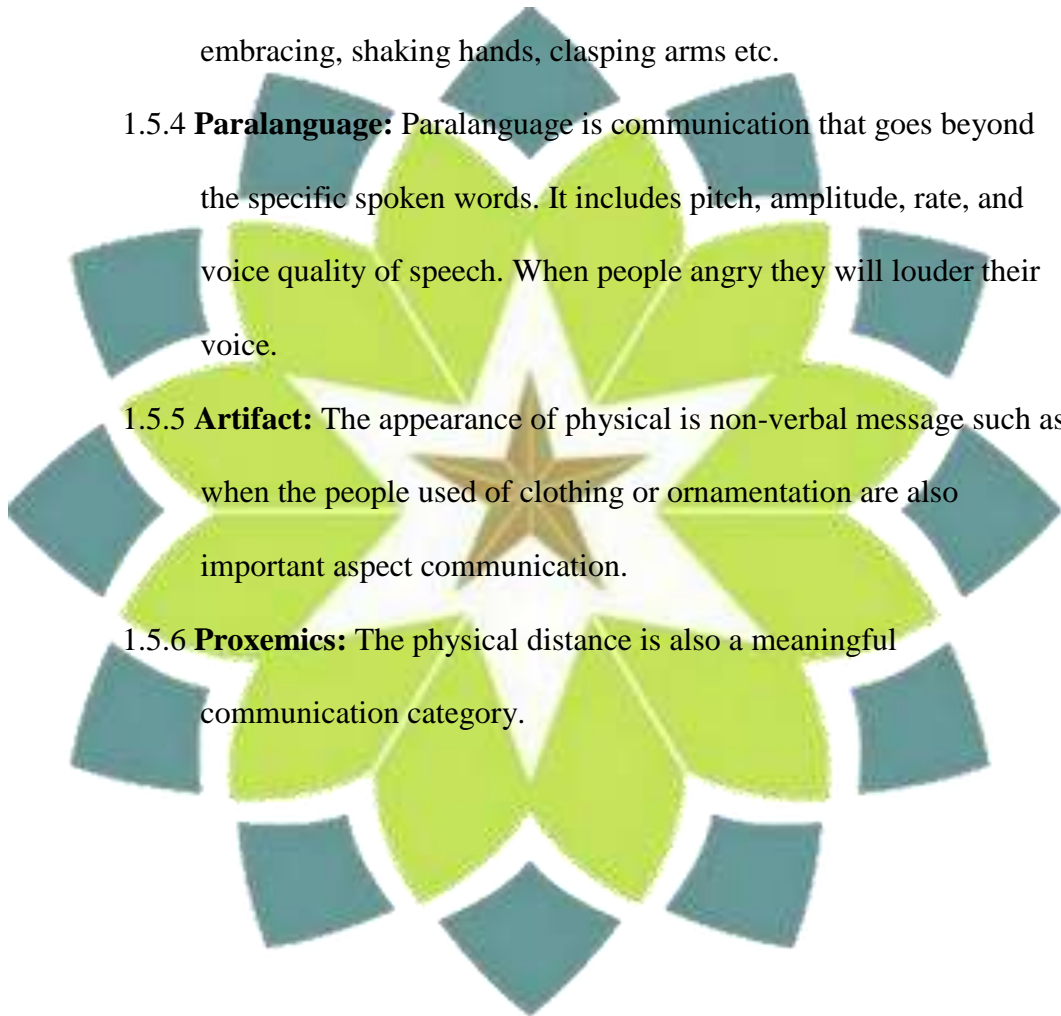 embracing, shaking hands, clasping arms etc.
1.5.4 Paralanguage: Paralanguage is communication that goes beyond
the specific spoken words. It includes pitch, amplitude, rate, and
voice quality of speech. When people angry they will louder their
voice.
1.5.5 Artifact: The appearance of physical is non-verbal message such as
when the people used of clothing or ornamentation are also
important aspect communication.
1.5.6 Proxemics: The physical distance is also a meaningful
communication category.